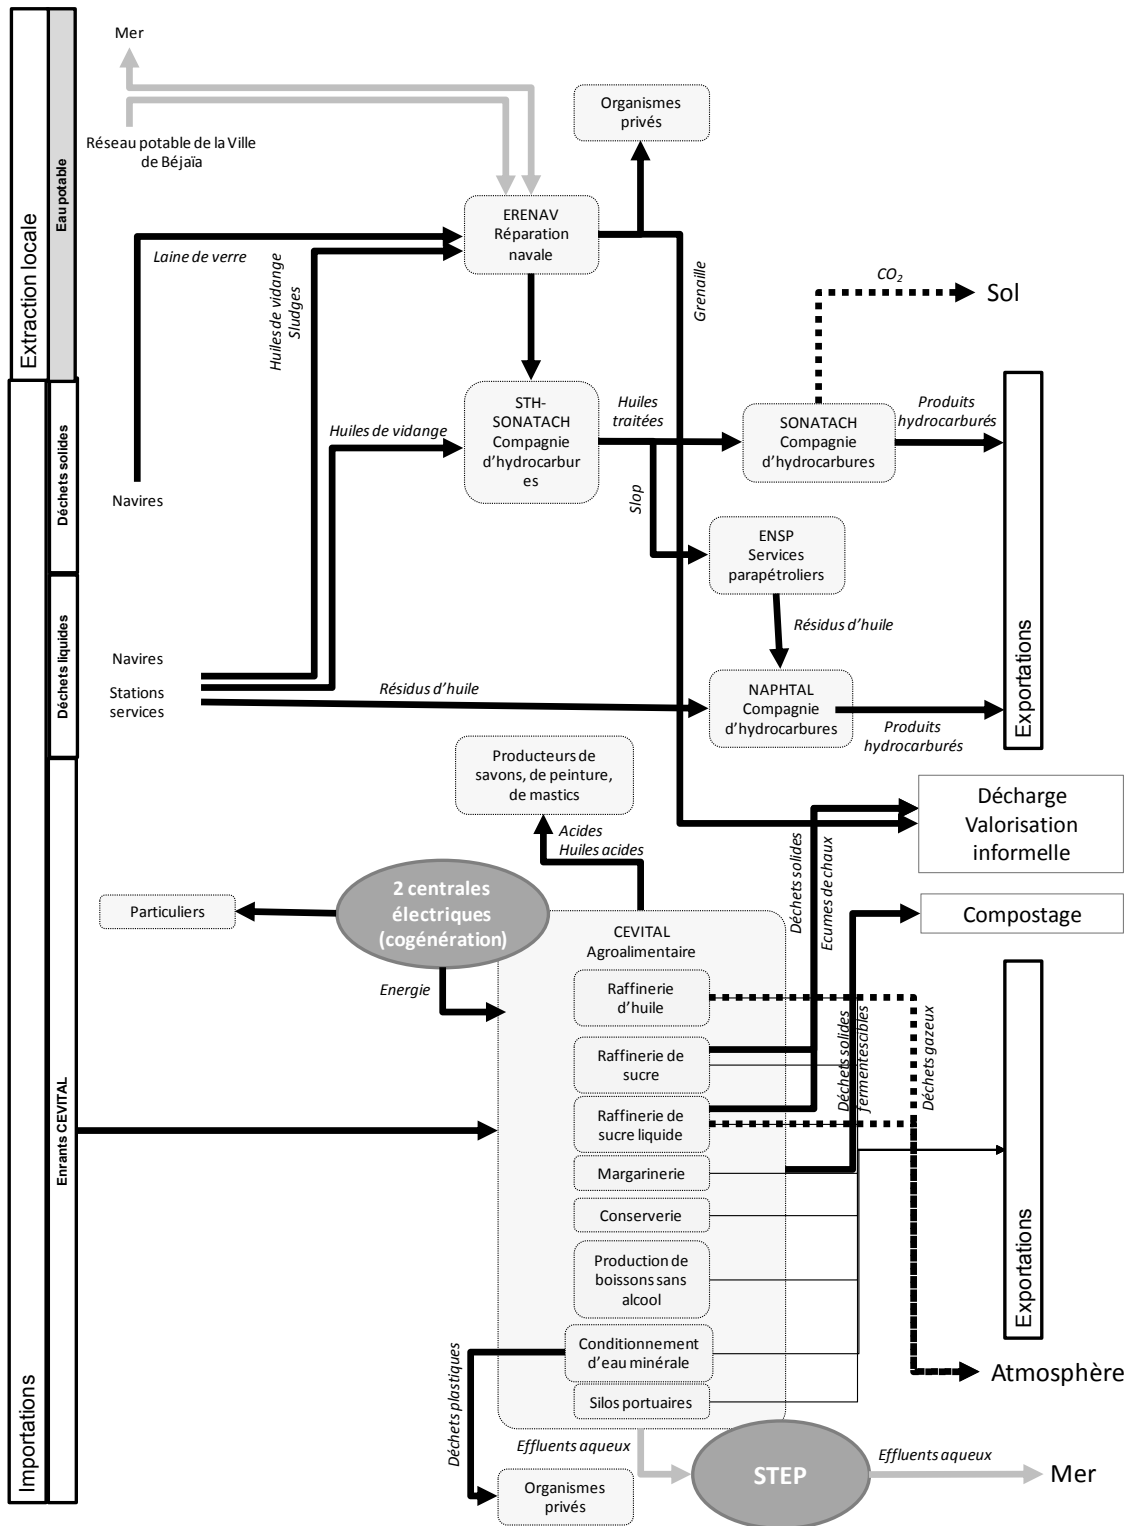 Mer
Réseau potable de la Ville
de Béjaïa
Organismes
privés
ERENAV
Réparation
navale
Laine de verre
Huiles de vidange
Sludges
Grenaille
CO₂
Sol
Extraction locale
Eau potable
Déchets solides
Navires
Huiles de vidange
STH-
SONATACH
Compagnie
d’hydrocarbur
es
Huiles
traitées
Slop
SONATACH
Compagnie
d’hydrocarbures
Produits
hydrocarburés
ENSP
Services
parapétroliers
Résidus d’huile
Exportations
Déchets liquides
Navires
Stations
services
Résidus d’huile
NAPHTAL
Compagnie
d’hydrocarbures
Produits
hydrocarburés
Producteurs de
savons, de peinture,
de mastics
Acides
Huiles acides
Décharge
Valorisation
informelle
Déchets solides
Ecumes de chaux
2 centrales
électriques
(cogénération)
Particuliers
Energie
Compostage
CEVITAL
Agroalimentaire
Raffinerie
d’huile
Raffinerie de
sucre
Raffinerie de
sucre liquide
Margarinerie
Conserverie
Production de
boissons sans
alcool
Conditionnement
d’eau minérale
Silos portuaires
Déchets solides
fermentescibles
Déchets gazeux
Exportations
Atmosphère
Importations
Enrants CEVITAL
Déchets plastiques
Effluents aqueux
STEP
Effluents aqueux
Mer
Organismes
privés